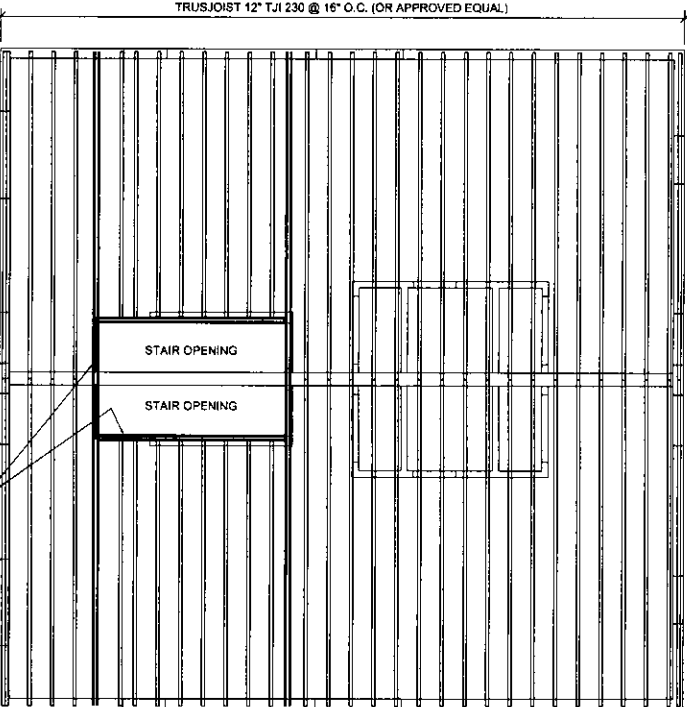 TRUSJOIST 12" TJI 230 @ 16" O.C. (OR APPROVED EQUAL)
STAIR OPENING
STAIR OPENING